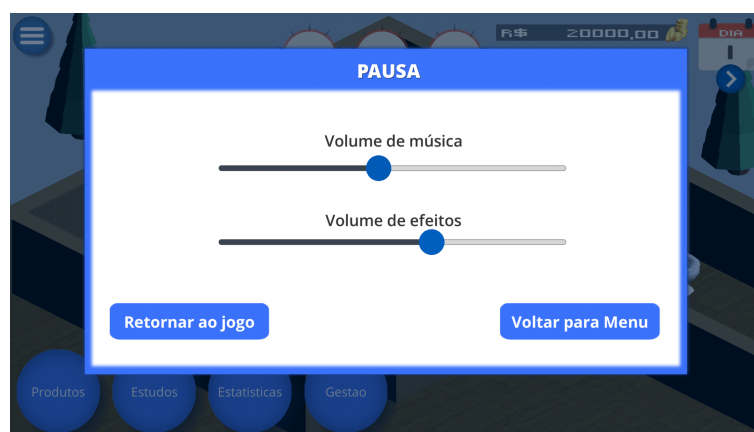 R$ 20000,00
DIA
1
PAUSA
Volume de música
Volume de efeitos
Retornar ao jogo
Voltar para Menu
Produtos
Estudos
Estatisticas
Gestao